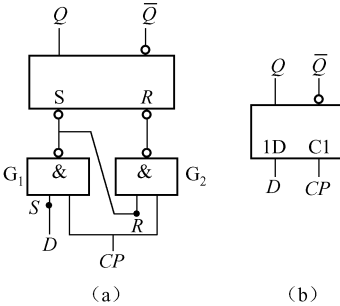 Q Q̅
S R
G₁ & & G₂
S
R
D
CP
(a)
Q Q̅
1D C1
D CP
(b)